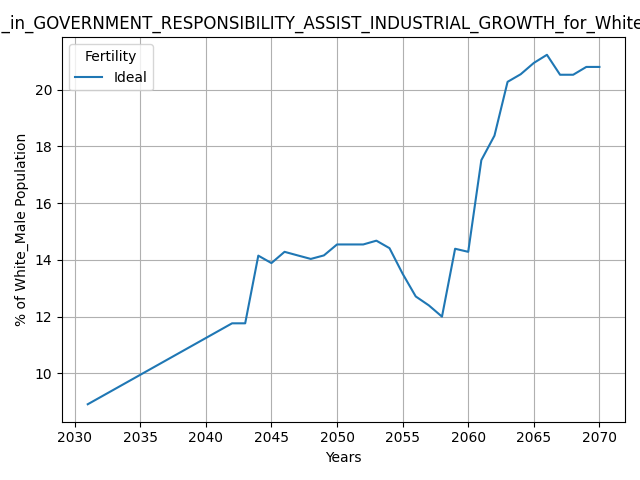 _in_GOVERNMENT_RESPONSIBILITY_ASSIST_INDUSTRIAL_GROWTH_for_White
Fertility
Ideal
% of White_Male Population
20
18
16
14
12
10
2030 2035 2040 2045 2050 2055 2060 2065 2070
Years